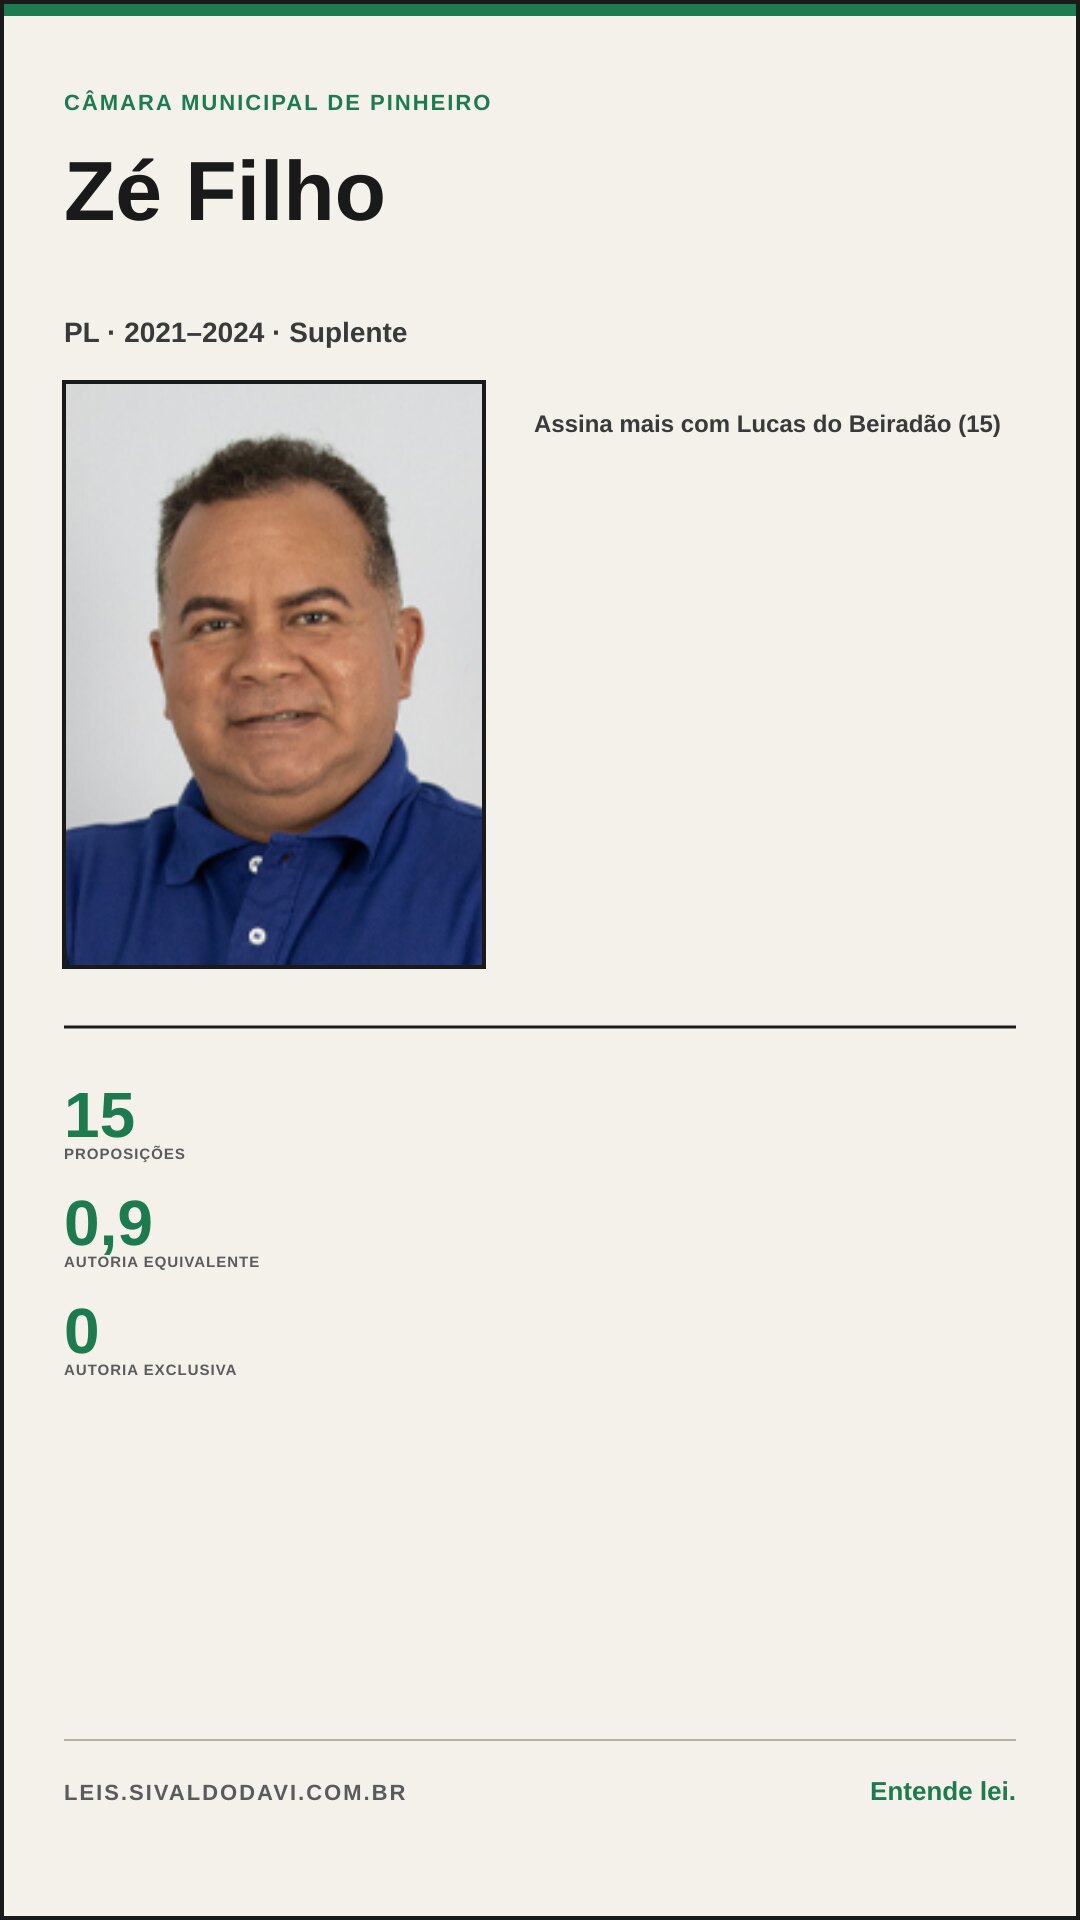 CÂMARA MUNICIPAL DE PINHEIRO
Zé Filho
PL · 2021–2024 · Suplente
Assina mais com Lucas do Beiradão (15)
15
PROPOSIÇÕES
0,9
AUTORIA EQUIVALENTE
0
AUTORIA EXCLUSIVA
LEIS.SIVALDODAVI.COM.BR
Entende lei.